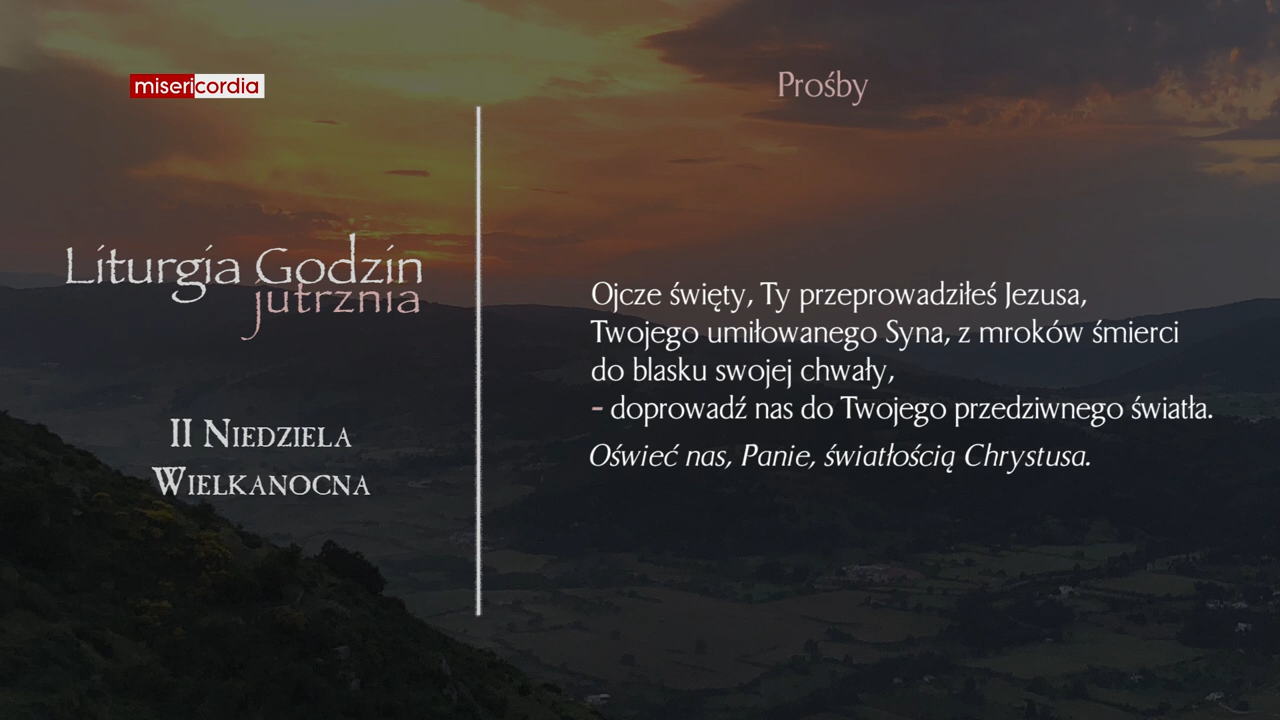 misericordia
Liturgia Godzin
jutrznia
II Niedziela
Wielkanocna
Prośby
Ojcze święty, Ty przeprowadziłeś Jezusa,
Twojego umiłowanego Syna, z mroków śmierci
do blasku swojej chwały,
- doprowadź nas do Twojego przedziwnego światła.
Oświeć nas, Panie, światłością Chrystusa.